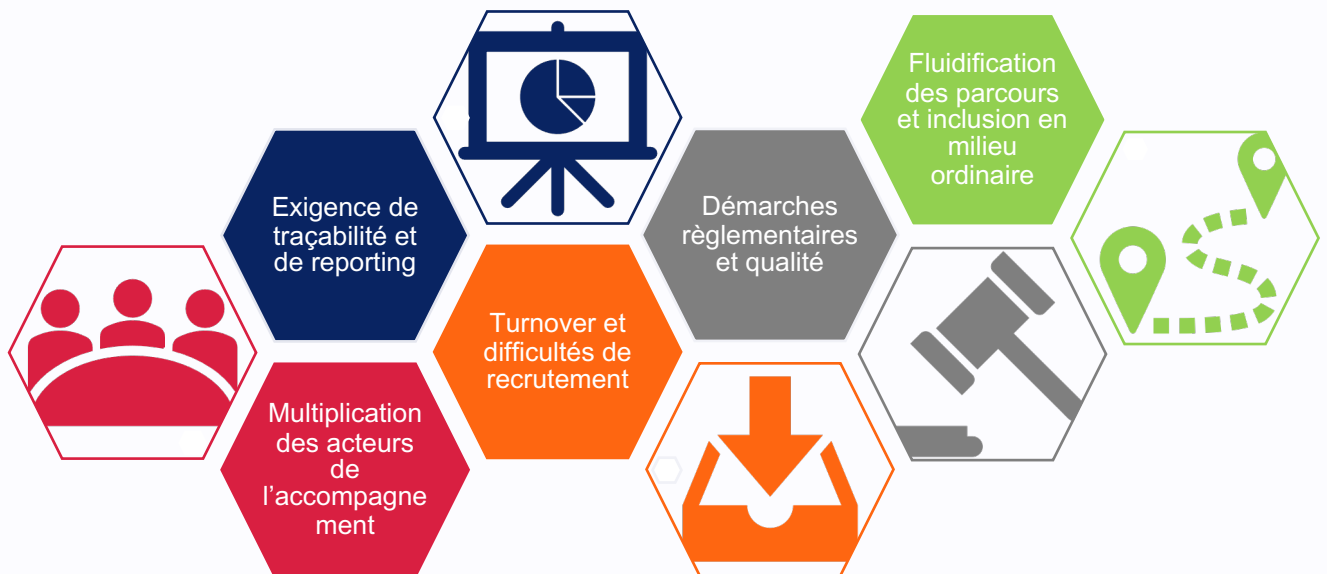 Exigence de
traçabilité et
de reporting
Multiplication
des acteurs
de
l’accompagne
ment
Turnover et
difficultés de
recrutement
Démarches
règlementaires
et qualité
Fluidification
des parcours
et inclusion en
milieu
ordinaire